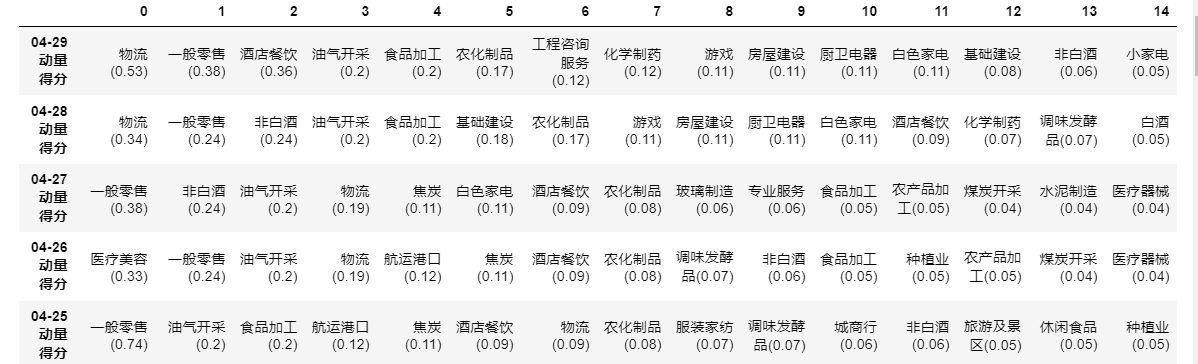 0 1 2 3 4 5 6 7 8 9 10 11 12 13 14
04-29 动量 得分 物流 (0.53) 一般零售 (0.38) 酒店餐饮 (0.36) 油气开采 (0.2) 食品加工 (0.2) 农化制品 (0.17) 工程咨询服务 (0.12) 化学制药 (0.12) 游戏 (0.11) 房屋建设 (0.11) 厨卫电器 (0.11) 白色家电 (0.11) 基础建设 (0.08) 非白酒 (0.06) 小家电 (0.05)
04-28 动量 得分 物流 (0.34) 一般零售 (0.24) 非白酒 (0.24) 油气开采 (0.2) 食品加工 (0.2) 基础建设 (0.18) 农化制品 (0.17) 游戏 (0.11) 房屋建设 (0.11) 厨卫电器 (0.11) 白色家电 (0.11) 酒店餐饮 (0.09) 化学制药 (0.07) 调味发酵品(0.07) 白酒 (0.05)
04-27 动量 得分 一般零售 (0.38) 非白酒 (0.24) 油气开采 (0.2) 物流 (0.19) 焦炭 (0.11) 白色家电 (0.11) 酒店餐饮 (0.09) 农化制品 (0.08) 玻璃制造 (0.06) 专业服务 (0.06) 食品加工 (0.05) 农产品加工(0.05) 煤炭开采 (0.04) 水泥制造 (0.04) 医疗器械 (0.04)
04-26 动量 得分 医疗美容 (0.33) 一般零售 (0.24) 油气开采 (0.2) 物流 (0.19) 航运港口 (0.12) 焦炭 (0.11) 酒店餐饮 (0.09) 农化制品 (0.08) 调味发酵品(0.07) 非白酒 (0.06) 食品加工 (0.05) 种植业 (0.05) 农产品加工(0.05) 煤炭开采 (0.04) 医疗器械 (0.04)
04-25 动量 得分 一般零售 (0.74) 油气开采 (0.2) 食品加工 (0.2) 航运港口 (0.12) 焦炭 (0.11) 酒店餐饮 (0.09) 物流 (0.09) 农化制品 (0.08) 服装家纺 (0.07) 调味发酵品(0.07) 城商行 (0.06) 非白酒 (0.06) 旅游及景区(0.05) 休闲食品 (0.05) 种植业 (0.05)